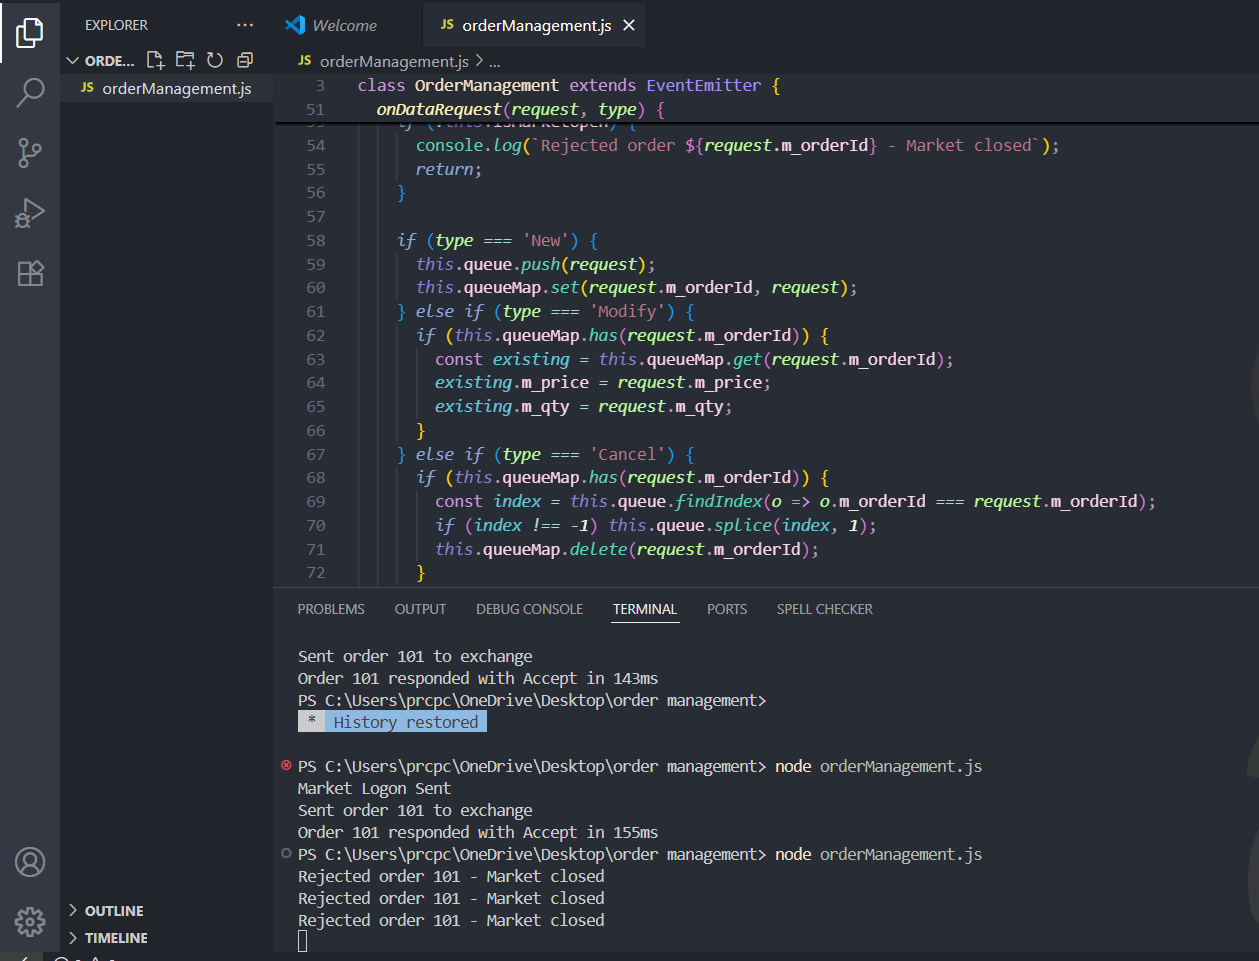 EXPLORER ···
Welcome
JS orderManagement.js
ORDE...
JS orderManagement.js > ...
JS orderManagement.js
3 class OrderManagement extends EventEmitter {
51 onDataRequest(request, type) {
53 if (!this.isMarketOpen) {
54 console.log(`Rejected order ${request.m_orderId} - Market closed`);
55 return;
56 }
57
58 if (type === 'New') {
59 this.queue.push(request);
60 this.queueMap.set(request.m_orderId, request);
61 } else if (type === 'Modify') {
62 if (this.queueMap.has(request.m_orderId)) {
63 const existing = this.queueMap.get(request.m_orderId);
64 existing.m_price = request.m_price;
65 existing.m_qty = request.m_qty;
66 }
67 } else if (type === 'Cancel') {
68 if (this.queueMap.has(request.m_orderId)) {
69 const index = this.queue.findIndex(o => o.m_orderId === request.m_orderId);
70 if (index !== -1) this.queue.splice(index, 1);
71 this.queueMap.delete(request.m_orderId);
72 }
PROBLEMS OUTPUT DEBUG CONSOLE TERMINAL PORTS SPELL CHECKER
Sent order 101 to exchange
Order 101 responded with Accept in 143ms
PS C:\Users\prcpc\OneDrive\Desktop\order management>
* History restored
PS C:\Users\prcpc\OneDrive\Desktop\order management> node orderManagement.js
Market Logon Sent
Sent order 101 to exchange
Order 101 responded with Accept in 155ms
PS C:\Users\prcpc\OneDrive\Desktop\order management> node orderManagement.js
Rejected order 101 - Market closed
Rejected order 101 - Market closed
Rejected order 101 - Market closed
OUTLINE
TIMELINE